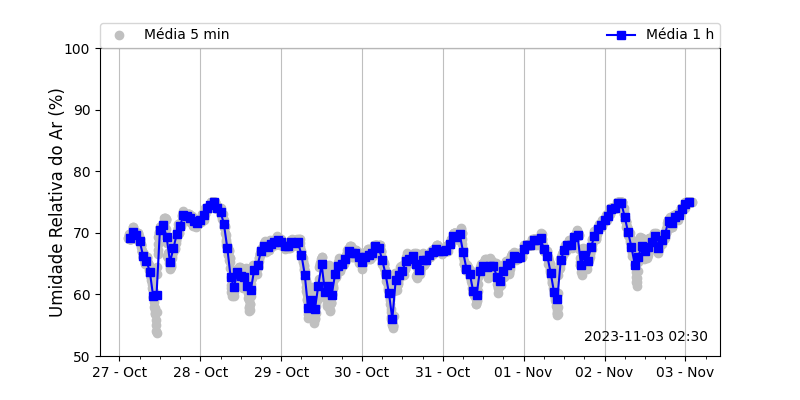 Média 5 min
Média 1 h
Umidade Relativa do Ar (%)
100
90
80
70
60
50
2023-11-03 02:30
27 - Oct
28 - Oct
29 - Oct
30 - Oct
31 - Oct
01 - Nov
02 - Nov
03 - Nov